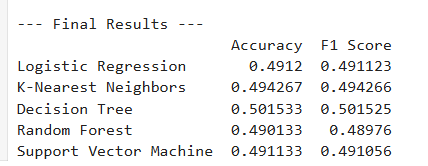 --- Final Results ---
Accuracy F1 Score
Logistic Regression 0.4912 0.491123
K-Nearest Neighbors 0.494267 0.494266
Decision Tree 0.501533 0.501525
Random Forest 0.490133 0.48976
Support Vector Machine 0.491133 0.491056